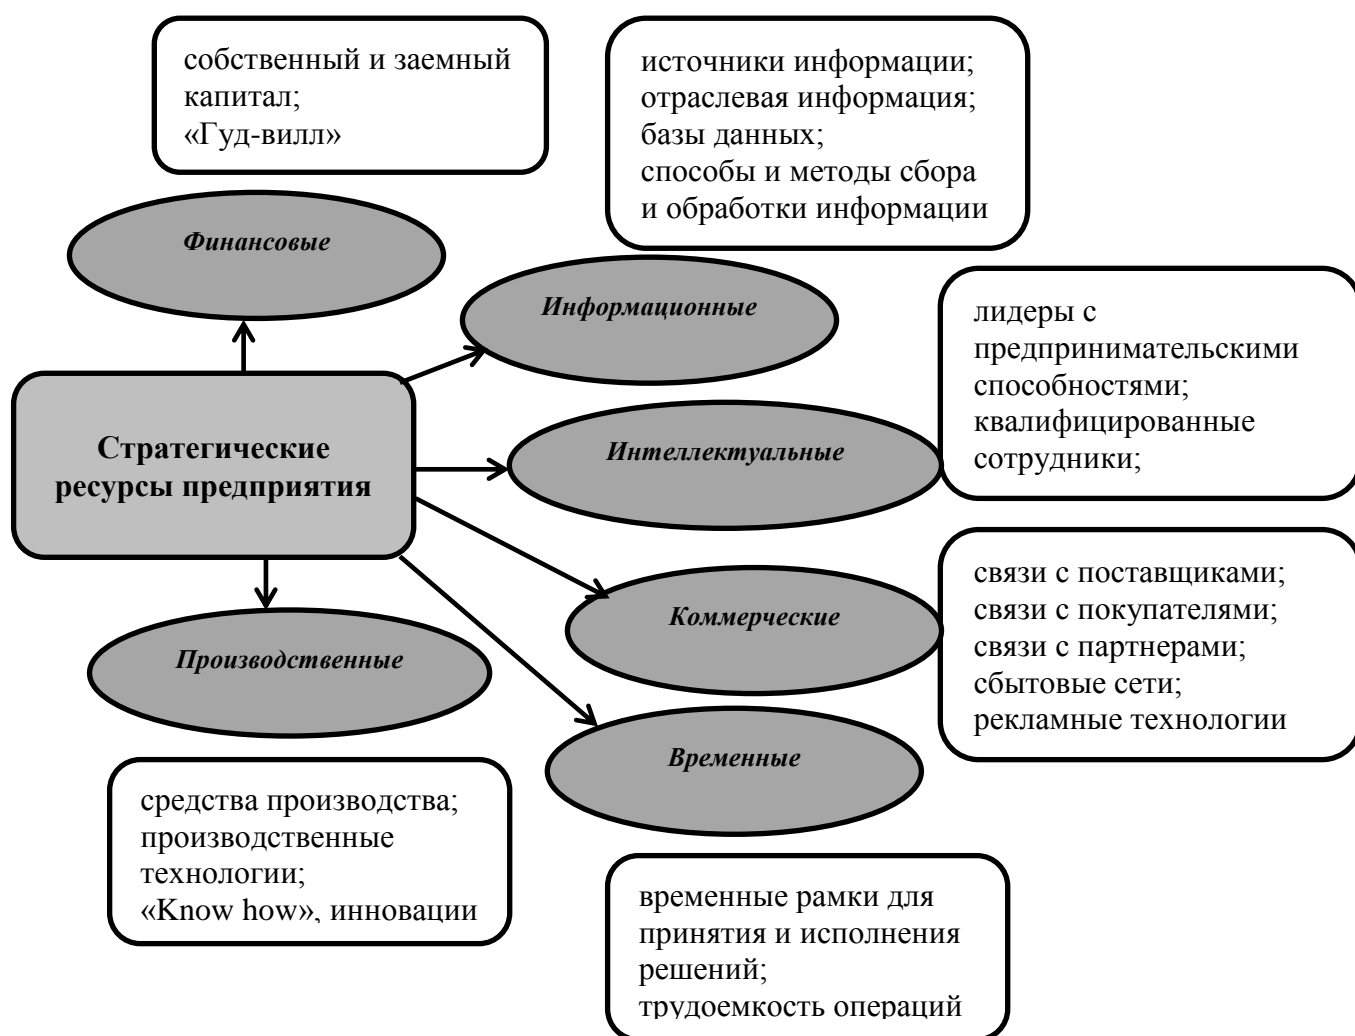 собственный и заемный
капитал;
«Гуд-вилл»
источники информации;
отраслевая информация;
базы данных;
способы и методы сбора
и обработки информации
Финансовые
Информационные
лидеры с
предпринимательскими
способностями;
квалифицированные
сотрудники;
Стратегические
ресурсы предприятия
Интеллектуальные
Коммерческие
связи с поставщиками;
связи с покупателями;
связи с партнерами;
сбытовые сети;
рекламные технологии
Производственные
Временные
средства производства;
производственные
технологии;
«Know how», инновации
временные рамки для
принятия и исполнения
решений;
трудоемкость операций